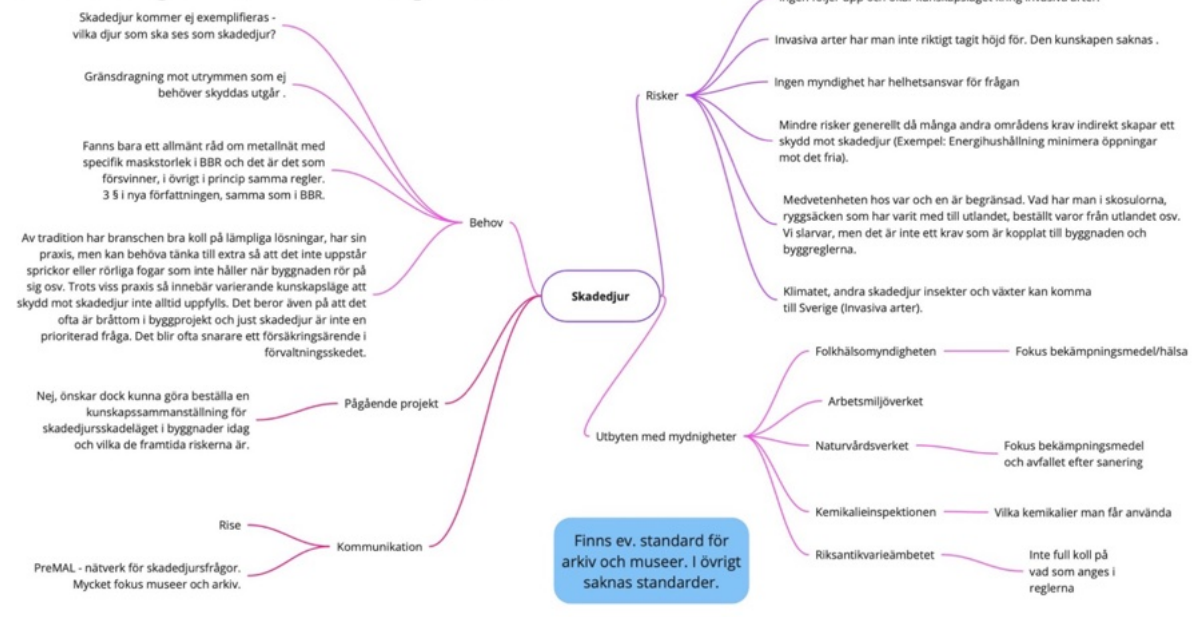 Skadedjur kommer ej exemplifieras -
vilka djur som ska ses som skadedjur?
Gränsdragning mot utrymmen som ej
behöver skyddas utgår .
Fanns bara ett allmänt råd om metallnät med
specifik maskstorlek i BBR och det är det som
försvinner, i övrigt i princip samma regler.
3 § i nya författningen, samma som i BBR.
Av tradition har branschen bra koll på lämpliga lösningar, har sin
praxis, men kan behöva tänka till extra så att det inte uppstår
sprickor eller rörliga fogar som inte håller när byggnaden rör på
sig osv. Trots viss praxis så innebär varierande kunskapsläge att
skydd mot skadedjur inte alltid uppfylls. Det beror även på att det
ofta är bråttom i byggprojekt och just skadedjur är inte en
prioriterad fråga. Det blir ofta snarare ett försäkringsärende i
förvaltningsskedet.
Behov
Nej, önskar dock kunna göra beställa en
kunskapssammanställning för
skadedjursskadeläget i byggnader idag
och vilka de framtida riskerna är.
Pågående projekt
Rise
PreMAL - nätverk för skadedjursfrågor.
Mycket fokus museer och arkiv.
Kommunikation
Skadedjur
Risker
Invasiva arter har man inte riktigt tagit höjd för. Den kunskapen saknas .
Ingen myndighet har helhetsansvar för frågan
Mindre risker generellt då många andra områdens krav indirekt skapar ett
skydd mot skadedjur (Exempel: Energihushållning minimera öppningar
mot det fria).
Medvetenheten hos var och en är begränsad. Vad har man i skosulorna,
ryggsäcken som har varit med till utlandet, beställt varor från utlandet osv.
Vi slarvar, men det är inte ett krav som är kopplat till byggnaden och
byggreglerna.
Klimatet, andra skadedjur insekter och växter kan komma
till Sverige (Invasiva arter).
Utbyten med mydnigheter
Folkhälsomyndigheten
Fokus bekämpningsmedel/hälsa
Arbetsmiljöverket
Naturvårdsverket
Fokus bekämpningsmedel
och avfallet efter sanering
Kemikalieinspektionen
Vilka kemikalier man får använda
Riksantikvarieämbetet
Inte full koll på
vad som anges i
reglerna
Finns ev. standard för
arkiv och museer. I övrigt
saknas standarder.